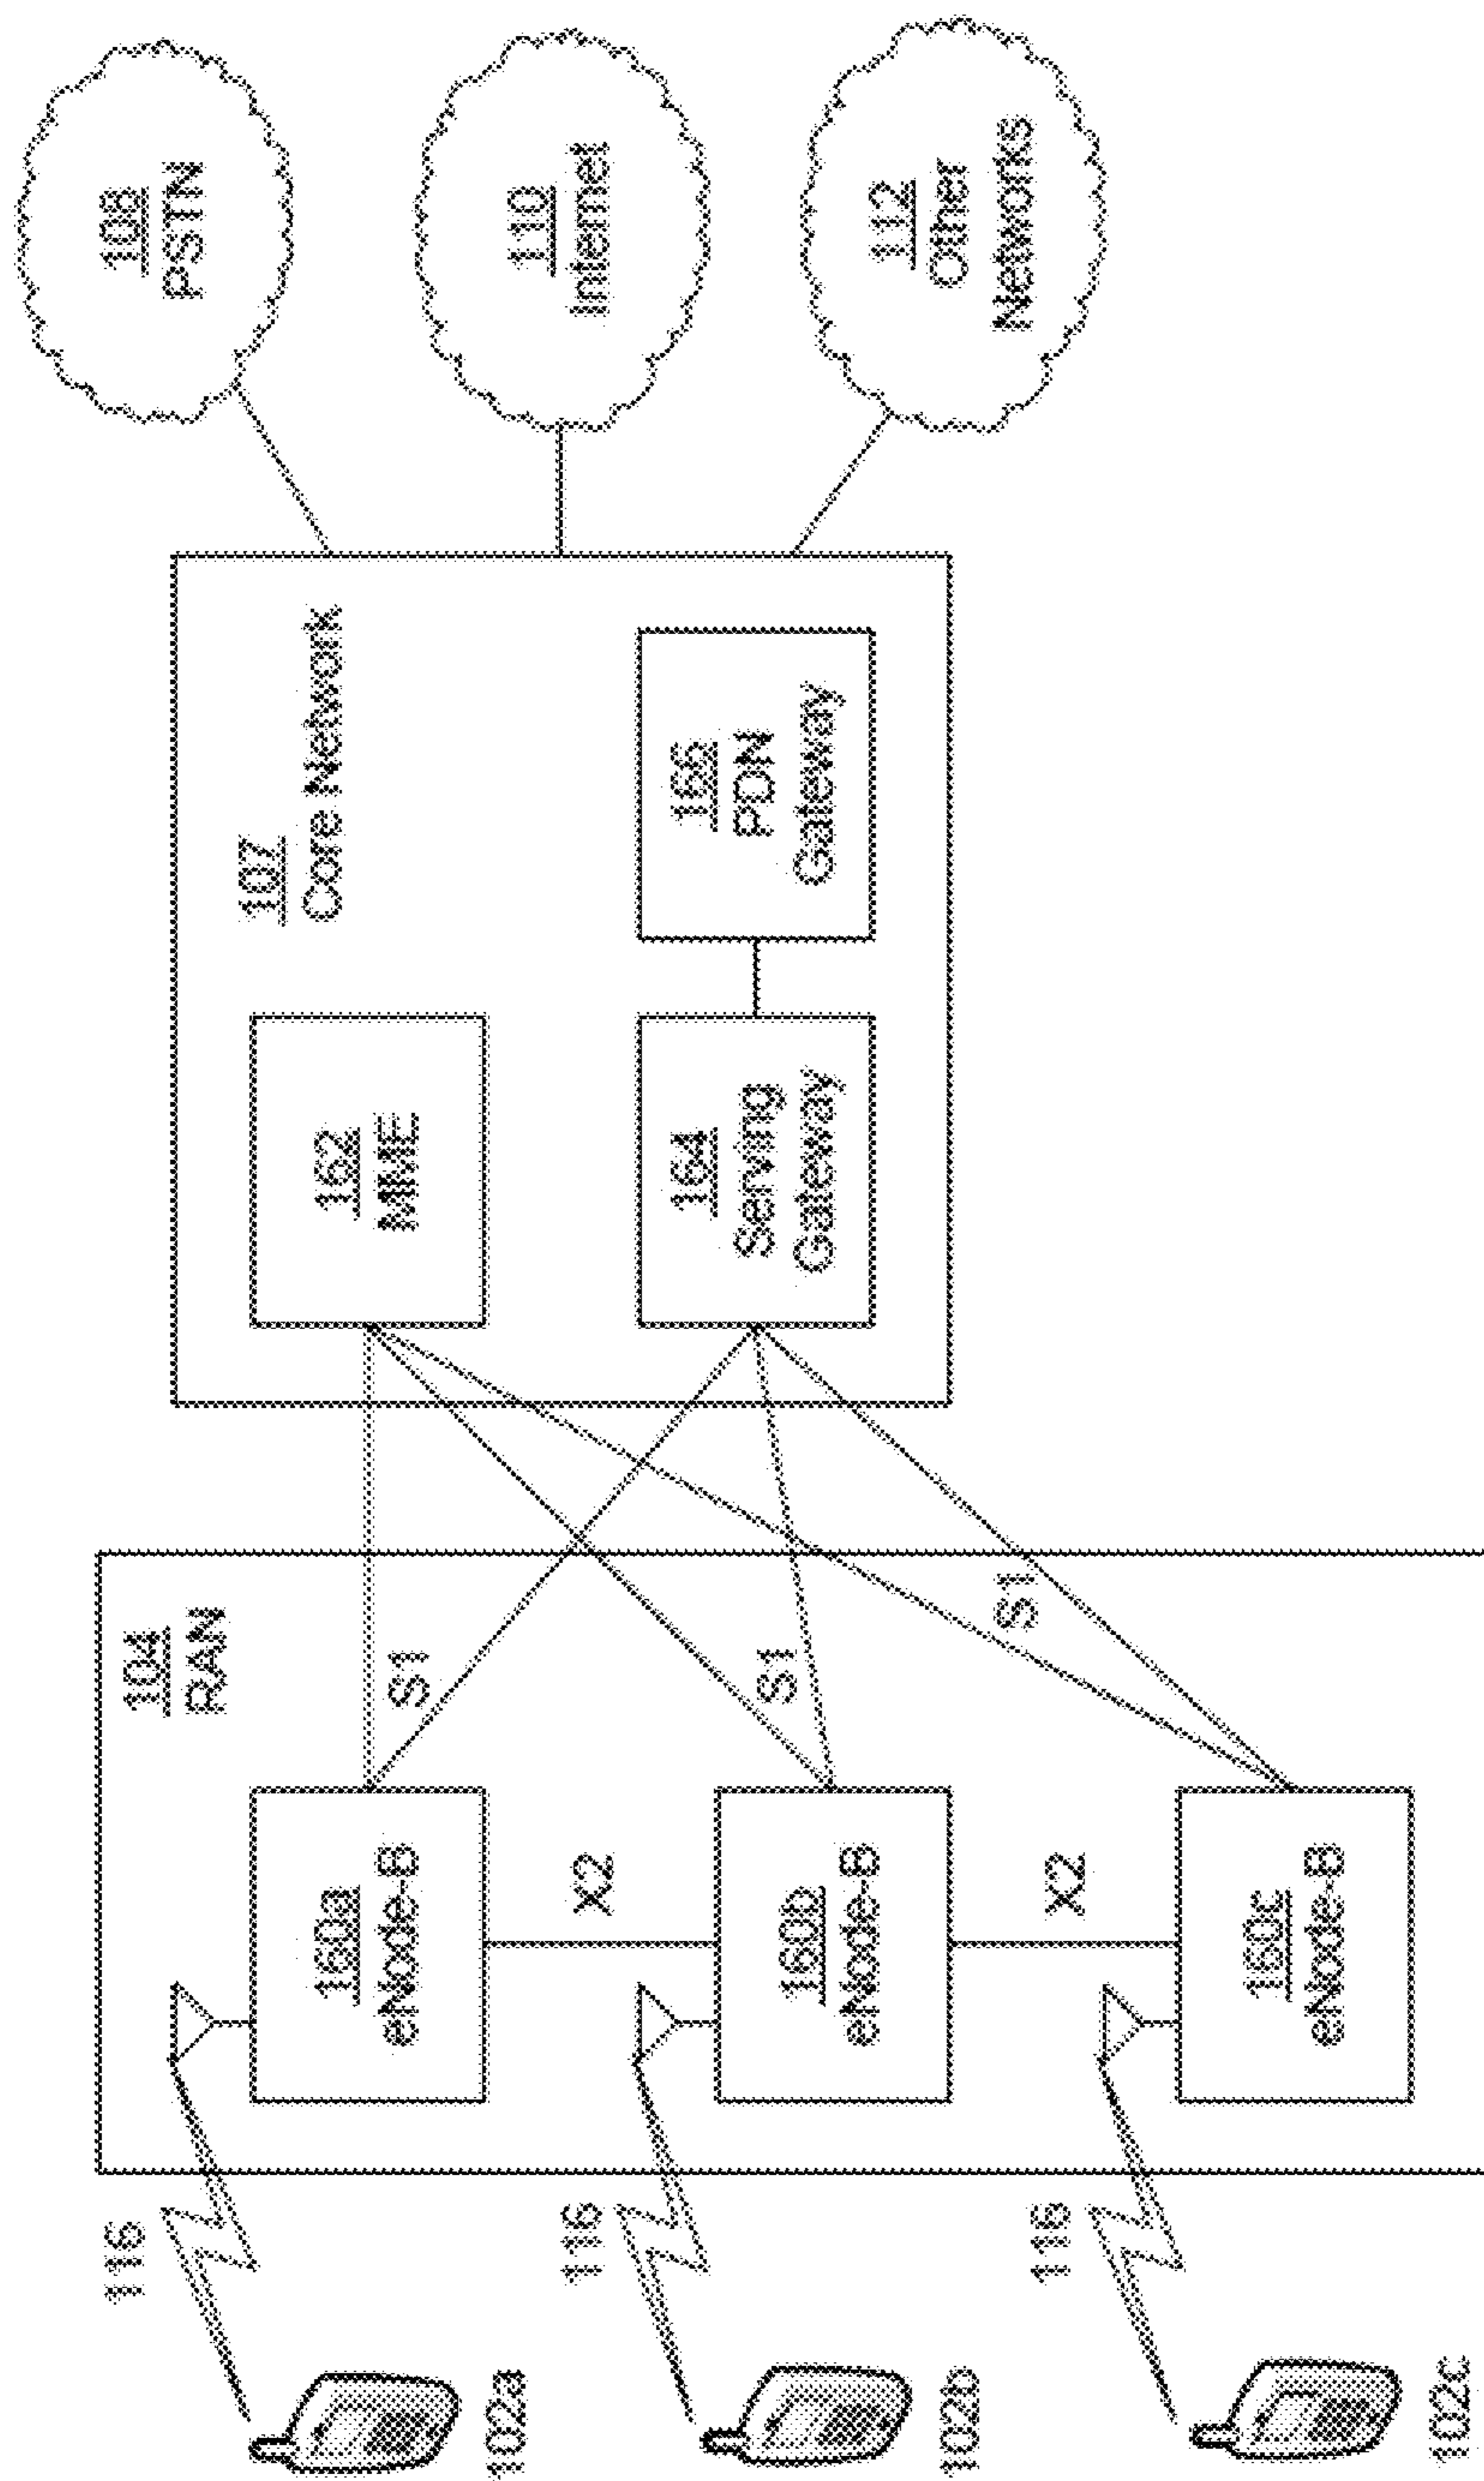 104
RAN
107
Core Network
108
PSTN
116
102a
160a
eNode-B
S1
162
MME
X2
110
Internet
116
102b
160b
eNode-B
S1
164
Serving
Gateway
166
PDN
Gateway
X2
112
Other
Networks
116
102c
160c
eNode-B
S1